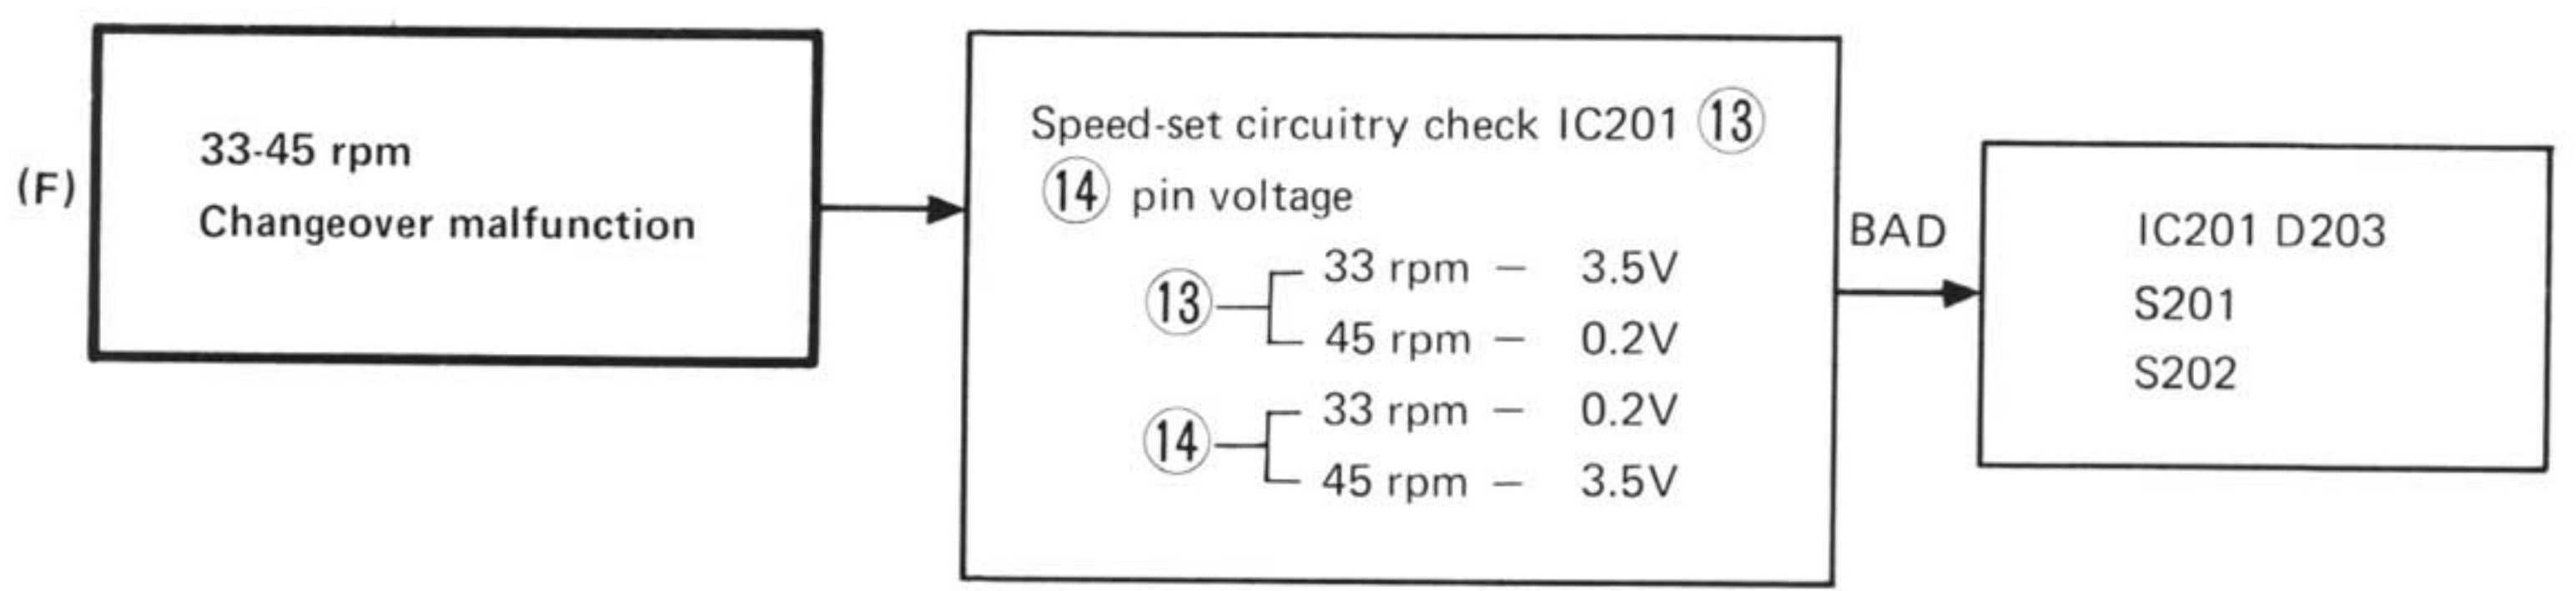 (F)
33-45 rpm
Changeover malfunction
Speed-set circuitry check IC201 ⑬
⑭ pin voltage
⑬ 33 rpm — 3.5V
45 rpm — 0.2V
⑭ 33 rpm — 0.2V
45 rpm — 3.5V
BAD
IC201 D203
S201
S202